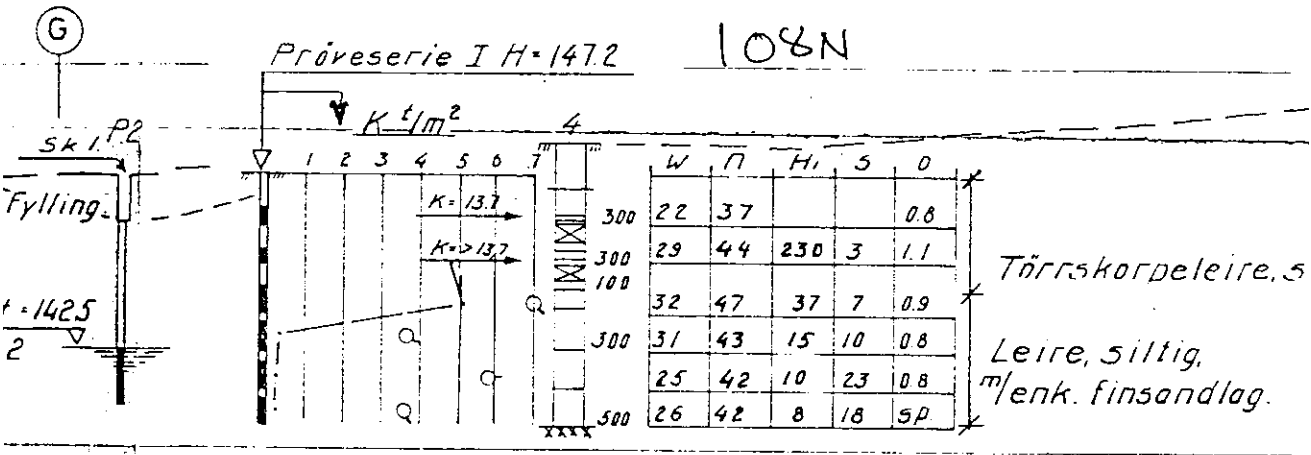 G
Pröveserie I H=147.2
108N
K t/m²
4
P2
Sk 1.
1 2 3 4 5 6 7
W n H₁ S O
Fylling.
K= 13.7
300
22 37 0.8
K=>13.7
300
29 44 230 3 1.1
100
Törrskorpeleire, s
32 47 37 7 0.9
= 142.5
2
300
31 43 15 10 0.8
Leire, siltig,
25 42 10 23 0.8
m/enk. finsandlag.
500
26 42 8 18 sp.